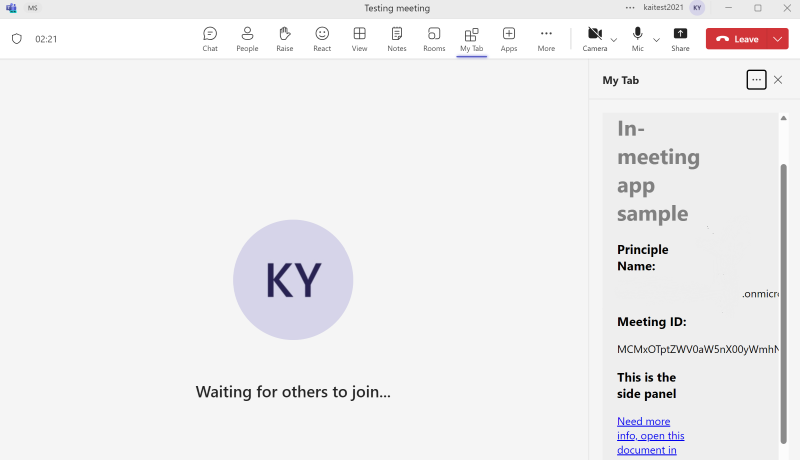 MS
Testing meeting
kaitest2021
KY
02:21
Chat
People
Raise
React
View
Notes
Rooms
My Tab
Apps
More
Camera
Mic
Share
Leave
KY
Waiting for others to join...
My Tab
In-
meeting
app
sample
Principle
Name:
.onmicr
Meeting ID:
MCMxOTptZWV0aW5nX00yWmhN
This is the
side panel
Need more
info, open this
document in